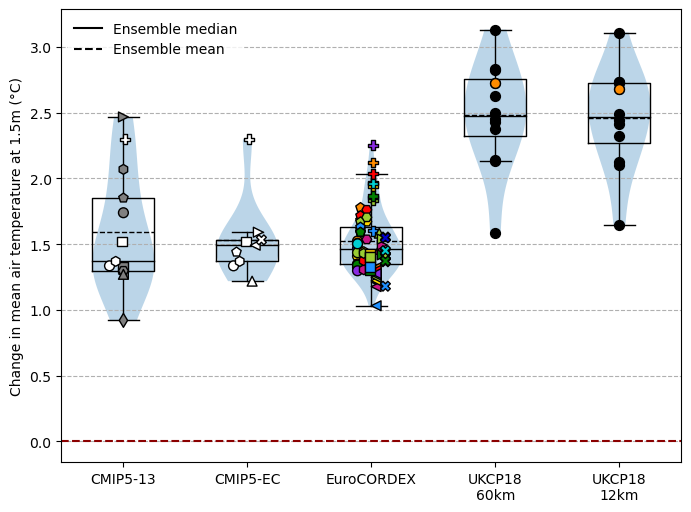 Ensemble median
Ensemble mean
Change in mean air temperature at 1.5m (°C)
3.0
2.5
2.0
1.5
1.0
0.5
0.0
CMIP5-13
CMIP5-EC
EuroCORDEX
UKCP18
60km
UKCP18
12km